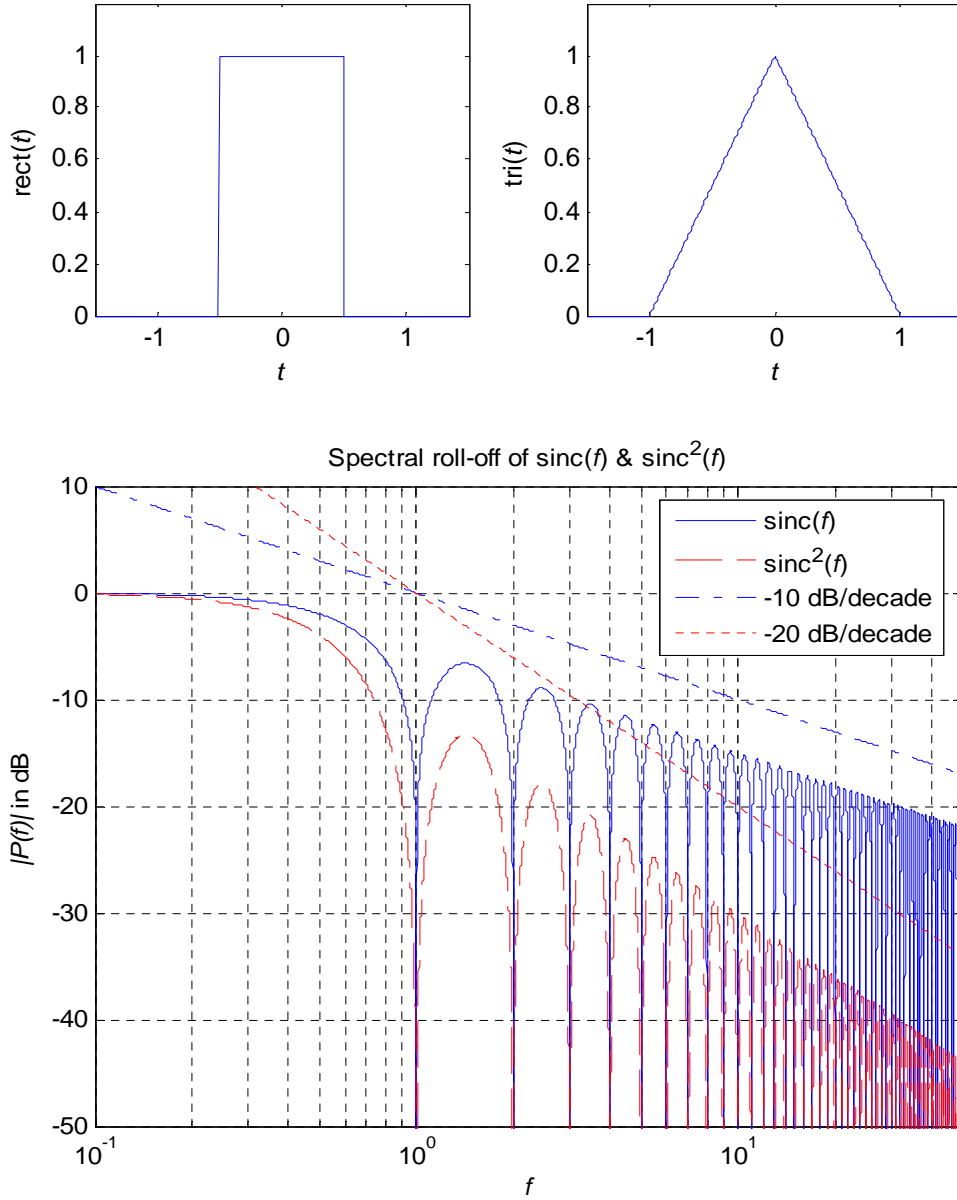 1
0.8
0.6
0.4
0.2
0
rect(t)
-1 0 1
t
1
0.8
0.6
0.4
0.2
0
tri(t)
-1 0 1
t
Spectral roll-off of sinc(f) & sinc²(f)
10
0
-10
-20
-30
-40
-50
|P(f)| in dB
sinc(f)
sinc²(f)
-10 dB/decade
-20 dB/decade
10⁻¹ 10⁰ 10¹
f